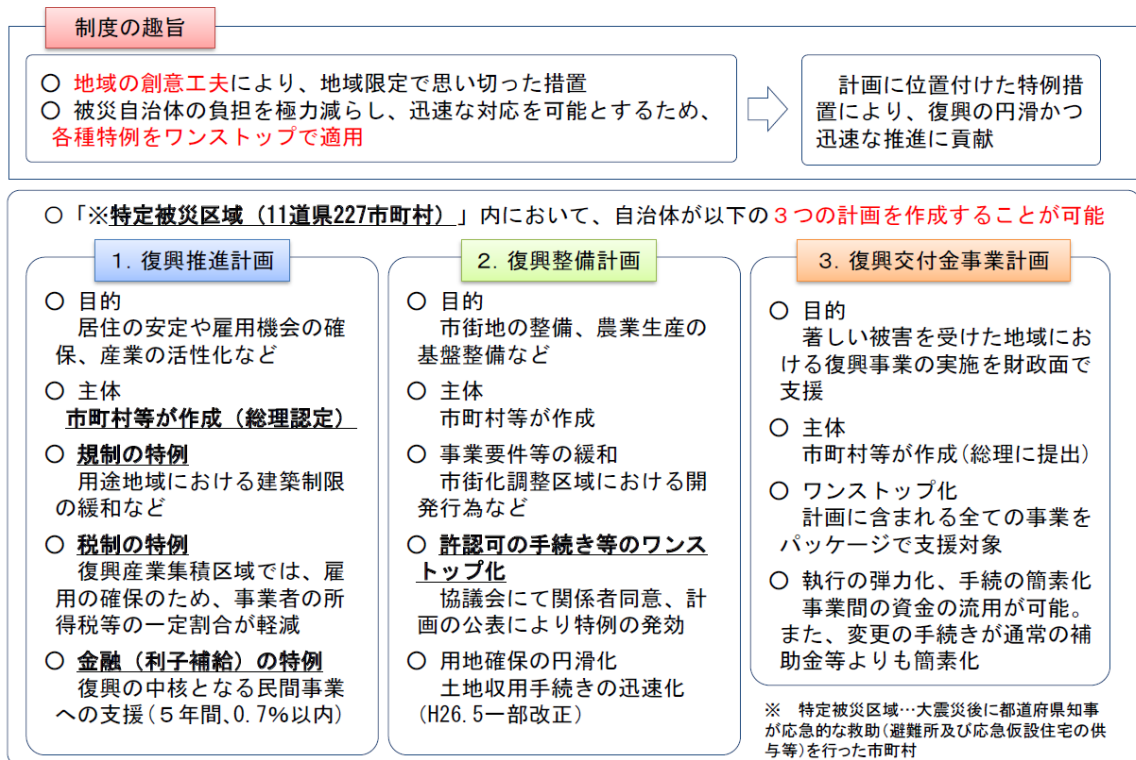 制度の趣旨
○ 地域の創意工夫により、地域限定で思い切った措置
○ 被災自治体の負担を極力減らし、迅速な対応を可能とするため、
各種特例をワンストップで適用
計画に位置付けた特例措
置により、復興の円滑かつ
迅速な推進に貢献
○「※特定被災区域（11道県227市町村）」内において、自治体が以下の３つの計画を作成することが可能
１．復興推進計画
○ 目的
居住の安定や雇用機会の確
保、産業の活性化など
○ 主体
市町村等が作成（総理認定）
○ 規制の特例
用途地域における建築制限
の緩和など
○ 税制の特例
復興産業集積区域では、雇
用の確保のため、事業者の所
得税等の一定割合が軽減
○ 金融（利子補給）の特例
復興の中核となる民間事業
への支援(５年間、0.7%以内)
２．復興整備計画
○ 目的
市街地の整備、農業生産の
基盤整備など
○ 主体
市町村等が作成
○ 事業要件等の緩和
市街化調整区域における開
発行為など
○ 許認可の手続き等のワンス
トップ化
協議会にて関係者同意、計
画の公表により特例の発効
○ 用地確保の円滑化
土地収用手続きの迅速化
(H26.5一部改正)
３．復興交付金事業計画
○ 目的
著しい被害を受けた地域にお
ける復興事業の実施を財政面で
支援
○ 主体
市町村等が作成(総理に提出)
○ ワンストップ化
計画に含まれる全ての事業を
パッケージで支援対象
○ 執行の弾力化、手続の簡素化
事業間の資金の流用が可能。
また、変更の手続きが通常の補
助金等よりも簡素化
※ 特定被災区域…大震災後に都道府県知事
が応急的な救助(避難所及び応急仮設住宅の供
与等)を行った市町村